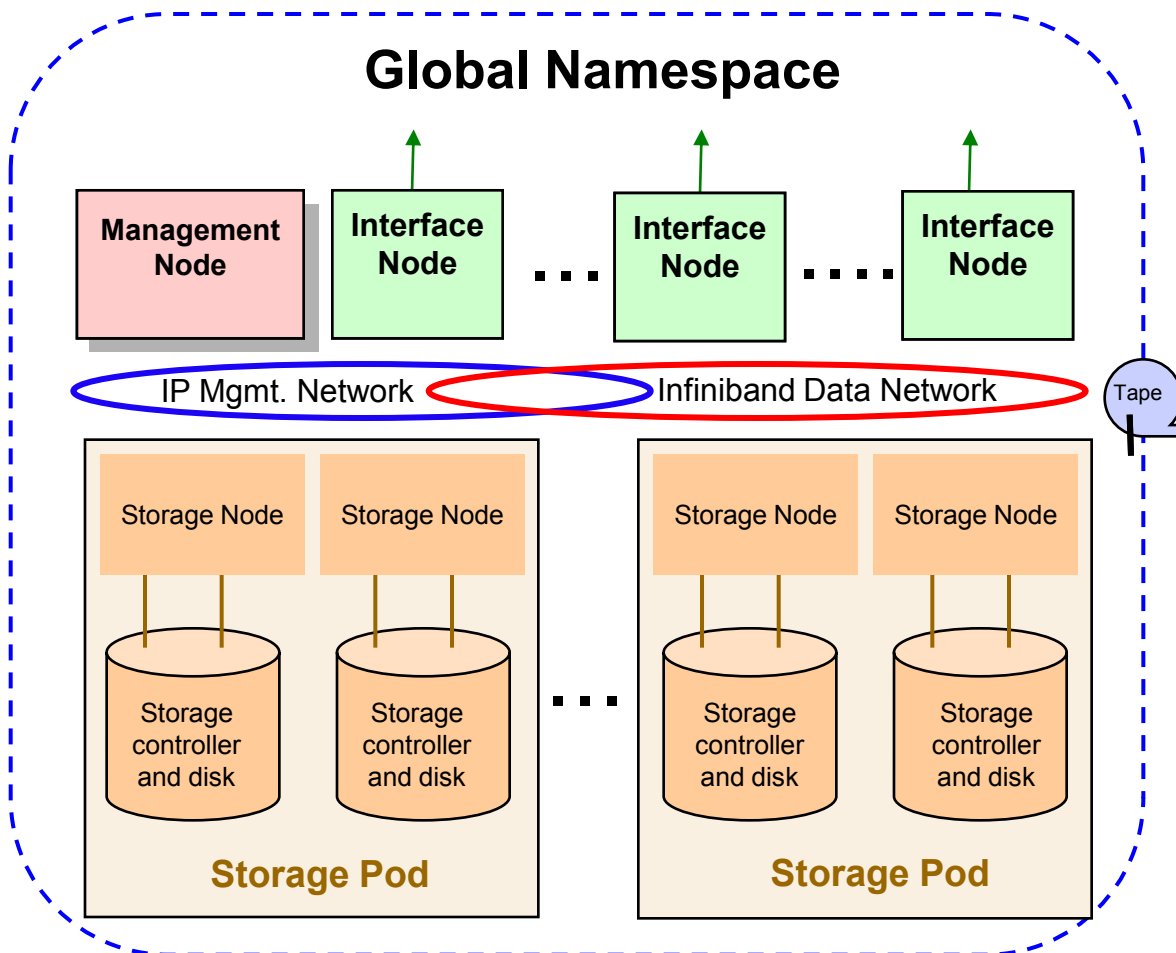 Global Namespace
Management
Node
Interface
Node
Interface
Node
Interface
Node
IP Mgmt. Network
Infiniband Data Network
Tape
Storage Node
Storage Node
Storage Node
Storage Node
Storage
controller
and disk
Storage
controller
and disk
Storage
controller
and disk
Storage
controller
and disk
Storage Pod
Storage Pod